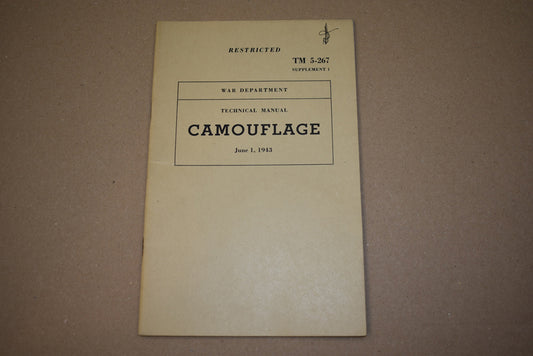 RESTRICTED
TM 5-267
SUPPLEMENT 1
WAR DEPARTMENT
TECHNICAL MANUAL
CAMOUFLAGE
June 1, 1943